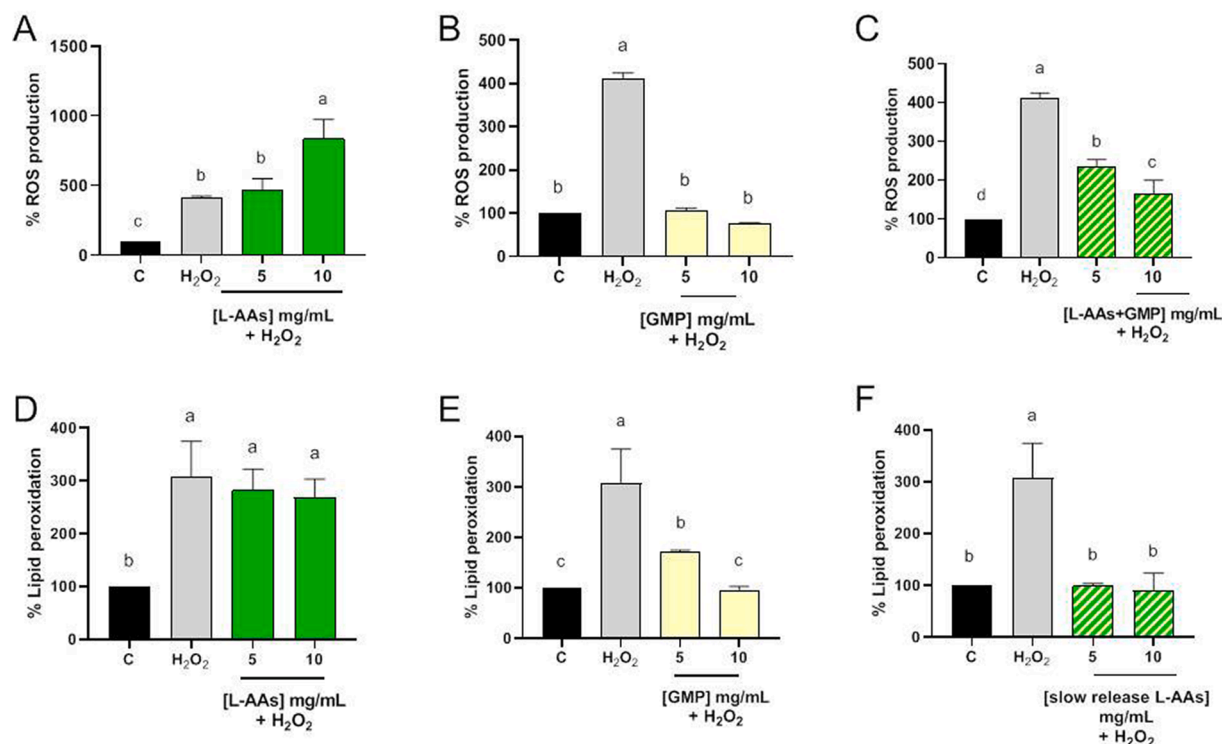 A
% ROS production
1500
1000
500
0
c
b
b
a
C
H₂O₂
5
10
[L-AAs] mg/mL
+ H₂O₂
B
% ROS production
500
400
300
200
100
0
b
a
b
b
C
H₂O₂
5
10
[GMP] mg/mL
+ H₂O₂
C
% ROS production
500
400
300
200
100
0
d
a
b
c
C
H₂O₂
5
10
[L-AAs+GMP] mg/mL
+ H₂O₂
D
% Lipid peroxidation
400
300
200
100
0
b
a
a
a
C
H₂O₂
5
10
[L-AAs] mg/mL
+ H₂O₂
E
% Lipid peroxidation
400
300
200
100
0
c
a
b
c
C
H₂O₂
5
10
[GMP] mg/mL
+ H₂O₂
F
% Lipid peroxidation
400
300
200
100
0
b
a
b
b
C
H₂O₂
5
10
[slow release L-AAs]
mg/mL
+ H₂O₂